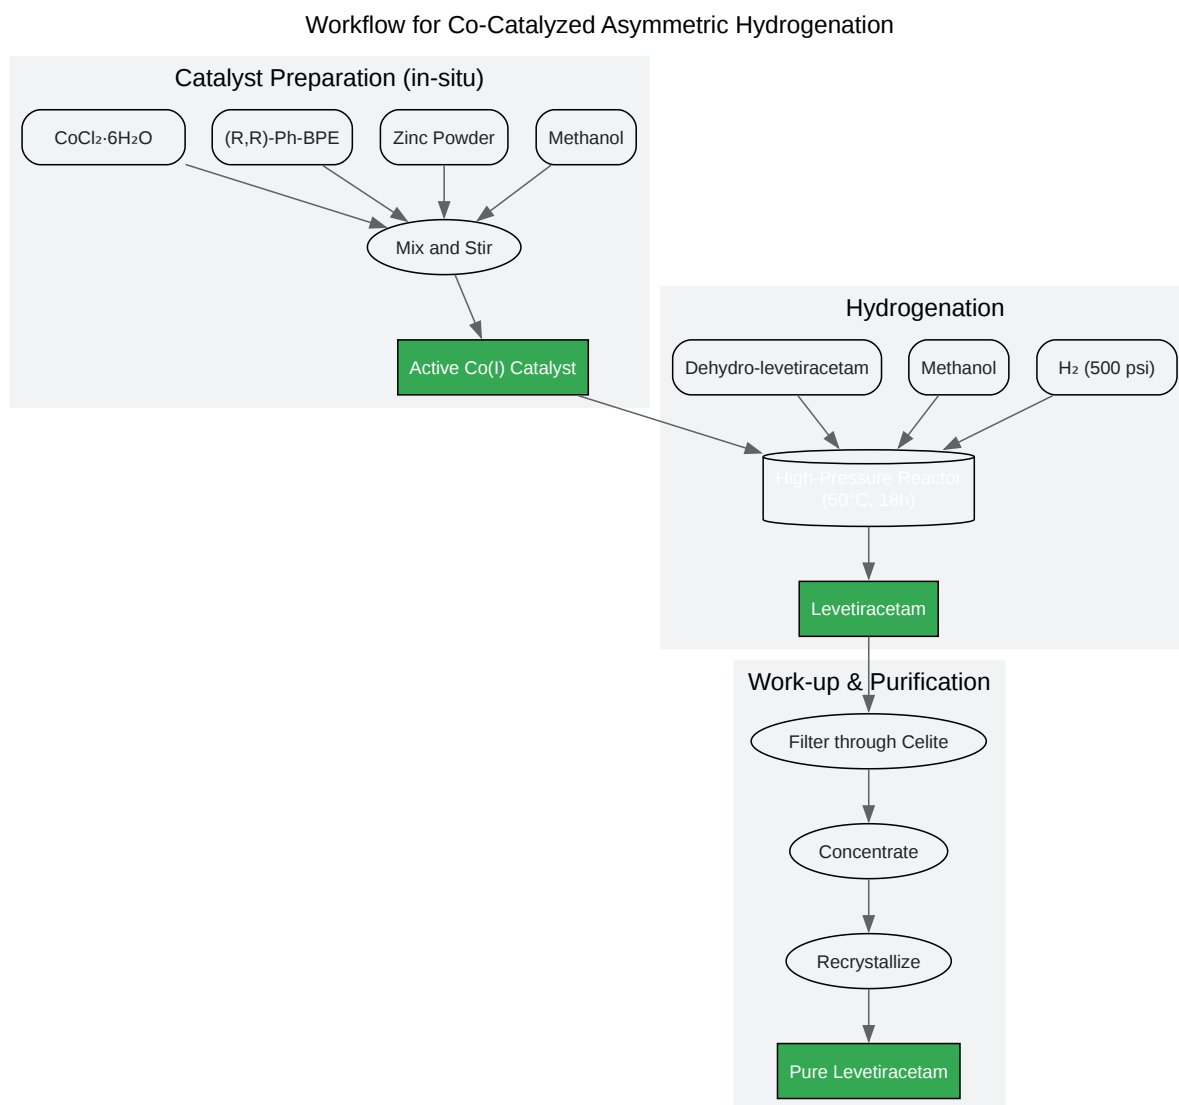 Workflow for Co-Catalyzed Asymmetric Hydrogenation
Catalyst Preparation (in-situ)
CoCl₂·6H₂O
(R,R)-Ph-BPE
Zinc Powder
Methanol
Mix and Stir
Active Co(I) Catalyst
Hydrogenation
Dehydro-levetiracetam
Methanol
H₂ (500 psi)
High-Pressure Reactor
(50°C, 18h)
Levetiracetam
Work-up & Purification
Filter through Celite
Concentrate
Recrystallize
Pure Levetiracetam